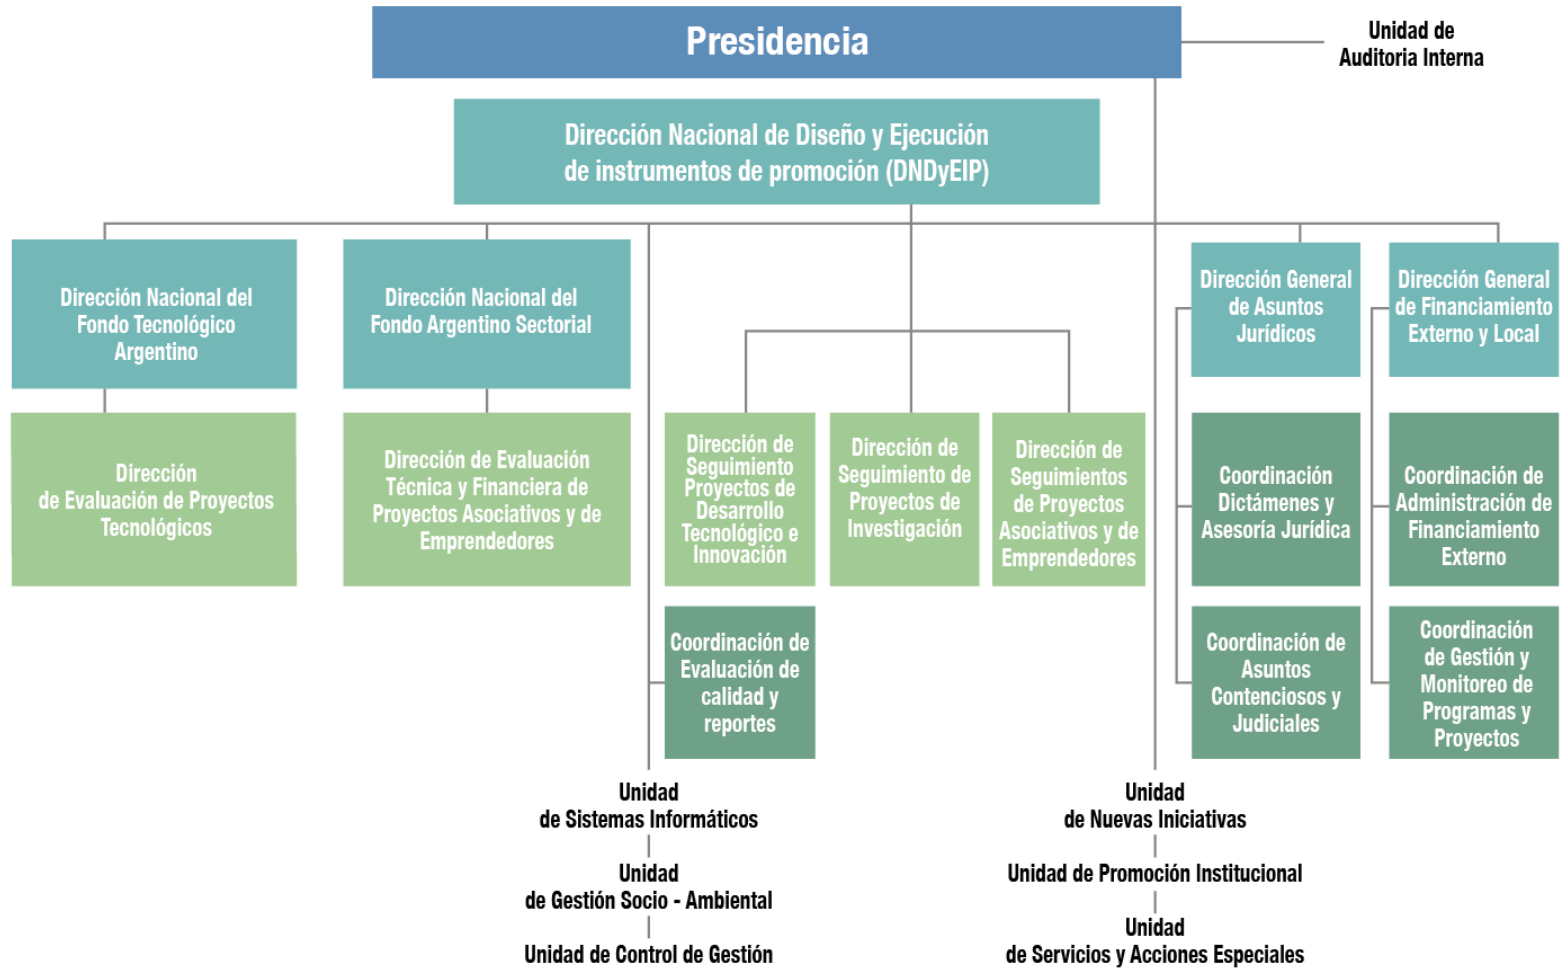 Presidencia
Unidad de
Auditoria Interna
Dirección Nacional de Diseño y Ejecución
de instrumentos de promoción (DNDyEIP)
Dirección Nacional del
Fondo Tecnológico
Argentino
Dirección Nacional del
Fondo Argentino Sectorial
Dirección General
de Asuntos
Jurídicos
Dirección General
de Financiamiento
Externo y Local
Dirección
de Evaluación de Proyectos
Tecnológicos
Dirección de Evaluación
Técnica y Financiera de
Proyectos Asociativos y de
Emprendedores
Dirección de
Seguimiento
Proyectos de
Desarrollo
Tecnológico e
Innovación
Dirección de
Seguimiento de
Proyectos de
Investigación
Dirección de
Seguimientos
de Proyectos
Asociativos y de
Emprendedores
Coordinación
Dictámenes y
Asesoría Jurídica
Coordinación de
Administración de
Financiamiento
Externo
Coordinación de
Evaluación de
calidad y
reportes
Coordinación de
Asuntos
Contenciosos y
Judiciales
Coordinación
de Gestión y
Monitoreo de
Programas y
Proyectos
Unidad
de Sistemas Informáticos
Unidad
de Gestión Socio - Ambiental
Unidad de Control de Gestión
Unidad
de Nuevas Iniciativas
Unidad de Promoción Institucional
Unidad
de Servicios y Acciones Especiales